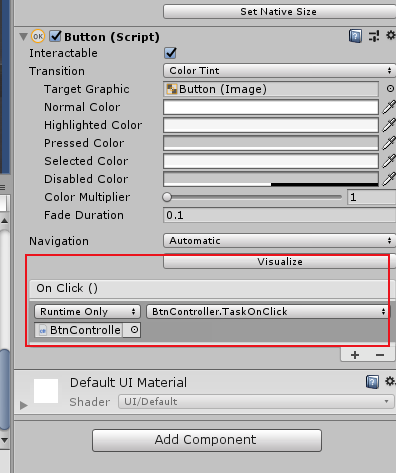 Set Native Size
OK Button (Script)
Interactable
Transition Color Tint
Target Graphic Button (Image)
Normal Color
Highlighted Color
Pressed Color
Selected Color
Disabled Color
Color Multiplier 1
Fade Duration 0.1
Navigation Automatic
Visualize
On Click ()
Runtime Only BtnController.TaskOnClick
BtnControlle
Default UI Material
Shader UI/Default
Add Component